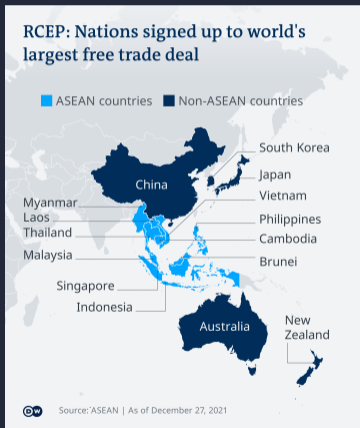 RCEP: Nations signed up to world's
largest free trade deal
ASEAN countries Non-ASEAN countries
South Korea
Japan
China
Vietnam
Myanmar
Laos
Philippines
Thailand
Cambodia
Malaysia
Brunei
Singapore
Indonesia
Australia
New
Zealand
DW Source: ASEAN | As of December 27, 2021